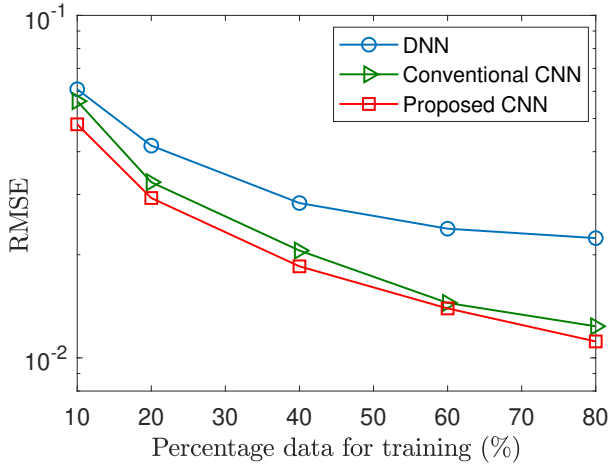 10^-1
DNN
Conventional CNN
Proposed CNN
RMSE
10^-2
10 20 30 40 50 60 70 80
Percentage data for training (%)